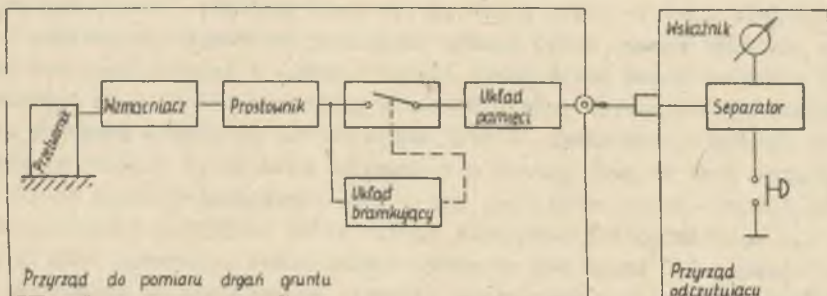 Wskaźnik
Przetwornik
Wzmacniacz
Prostownik
Układ
pamięci
Separator
Układ
bramkujący
Przyrząd do pomiaru drgań gruntu
Przyrząd
odczytujący